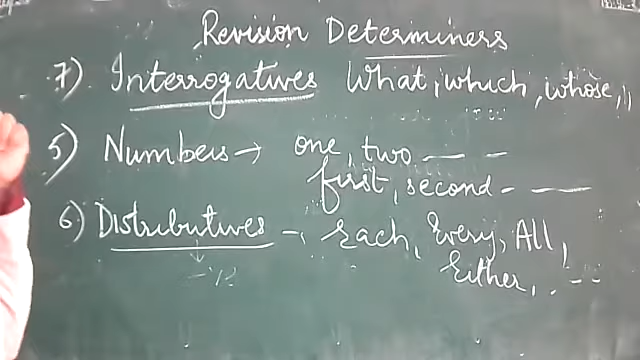 Revision Determiners
7) Interrogatives What, which, whose,
5) Numbers → one, two — –
first, second - —
6) Distributives -, Each, Every, All,
Either, . - -